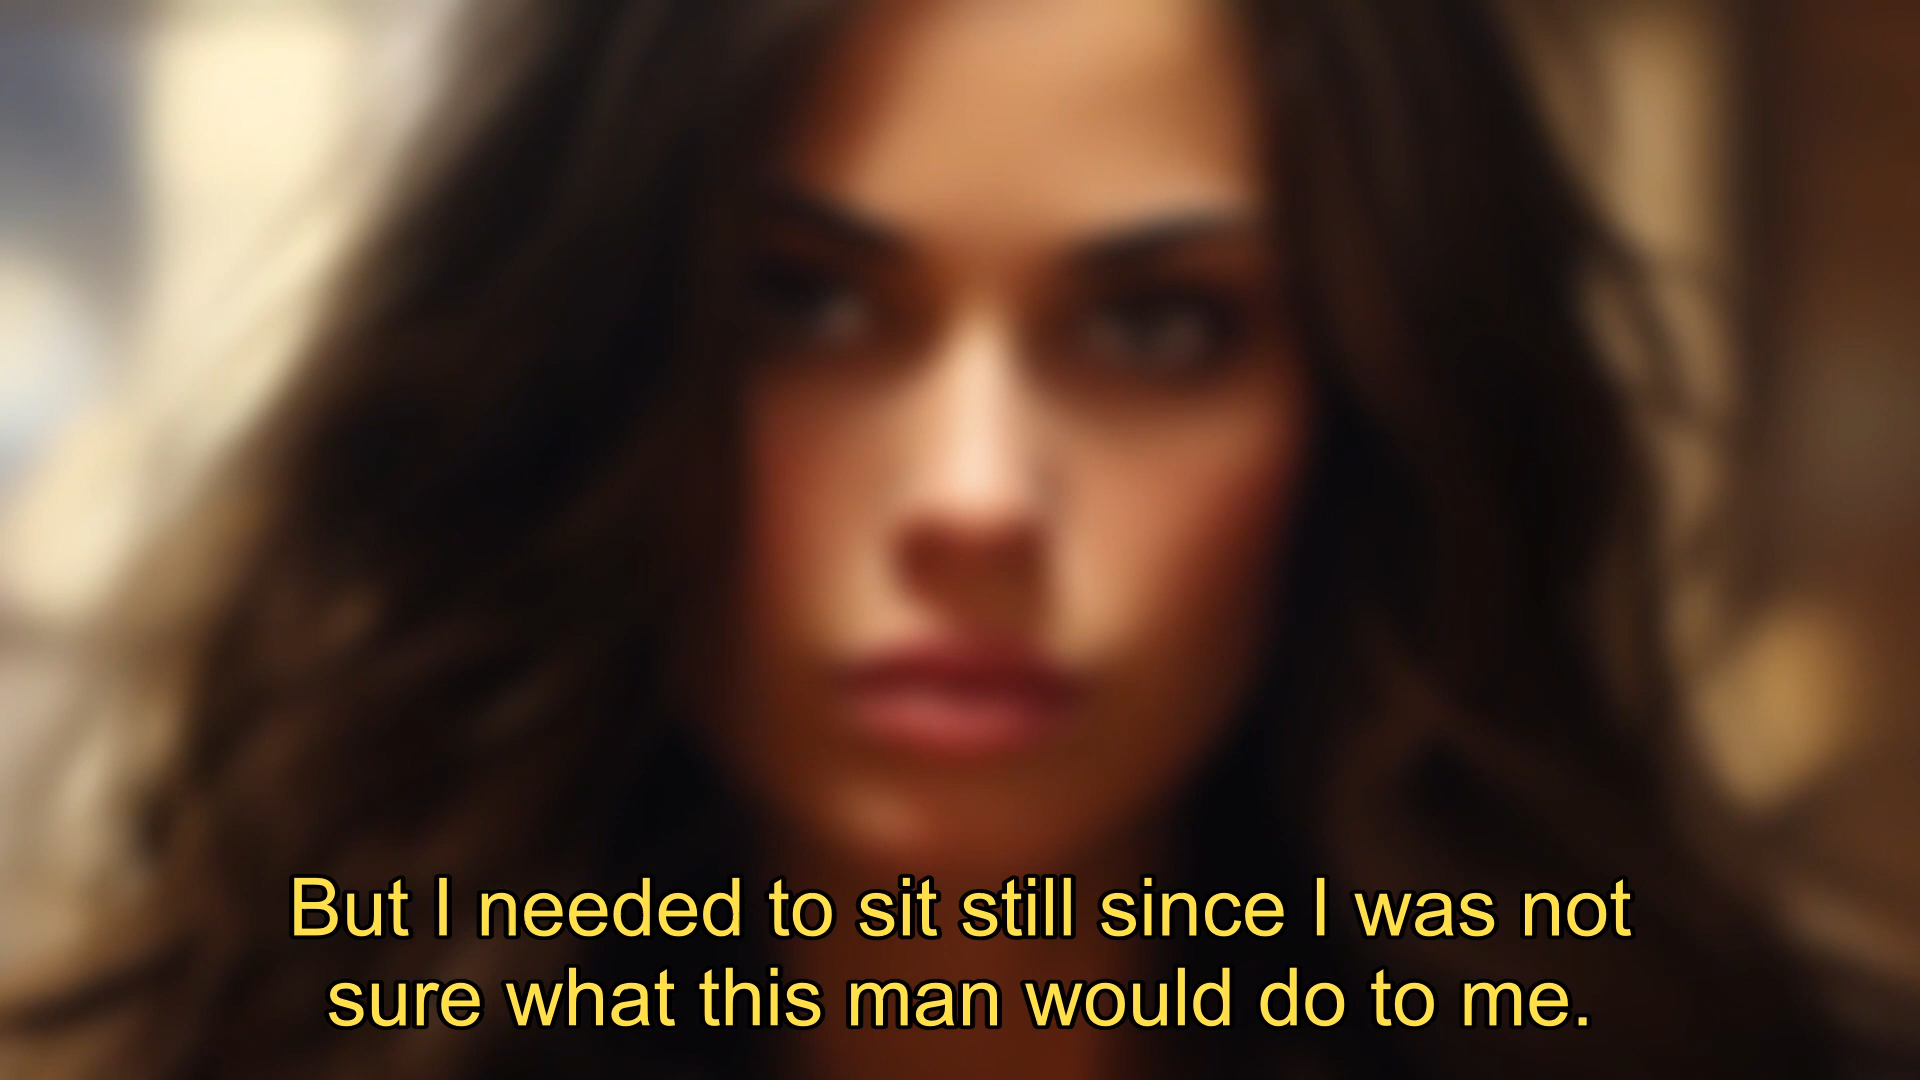 But I needed to sit still since I was not
sure what this man would do to me.